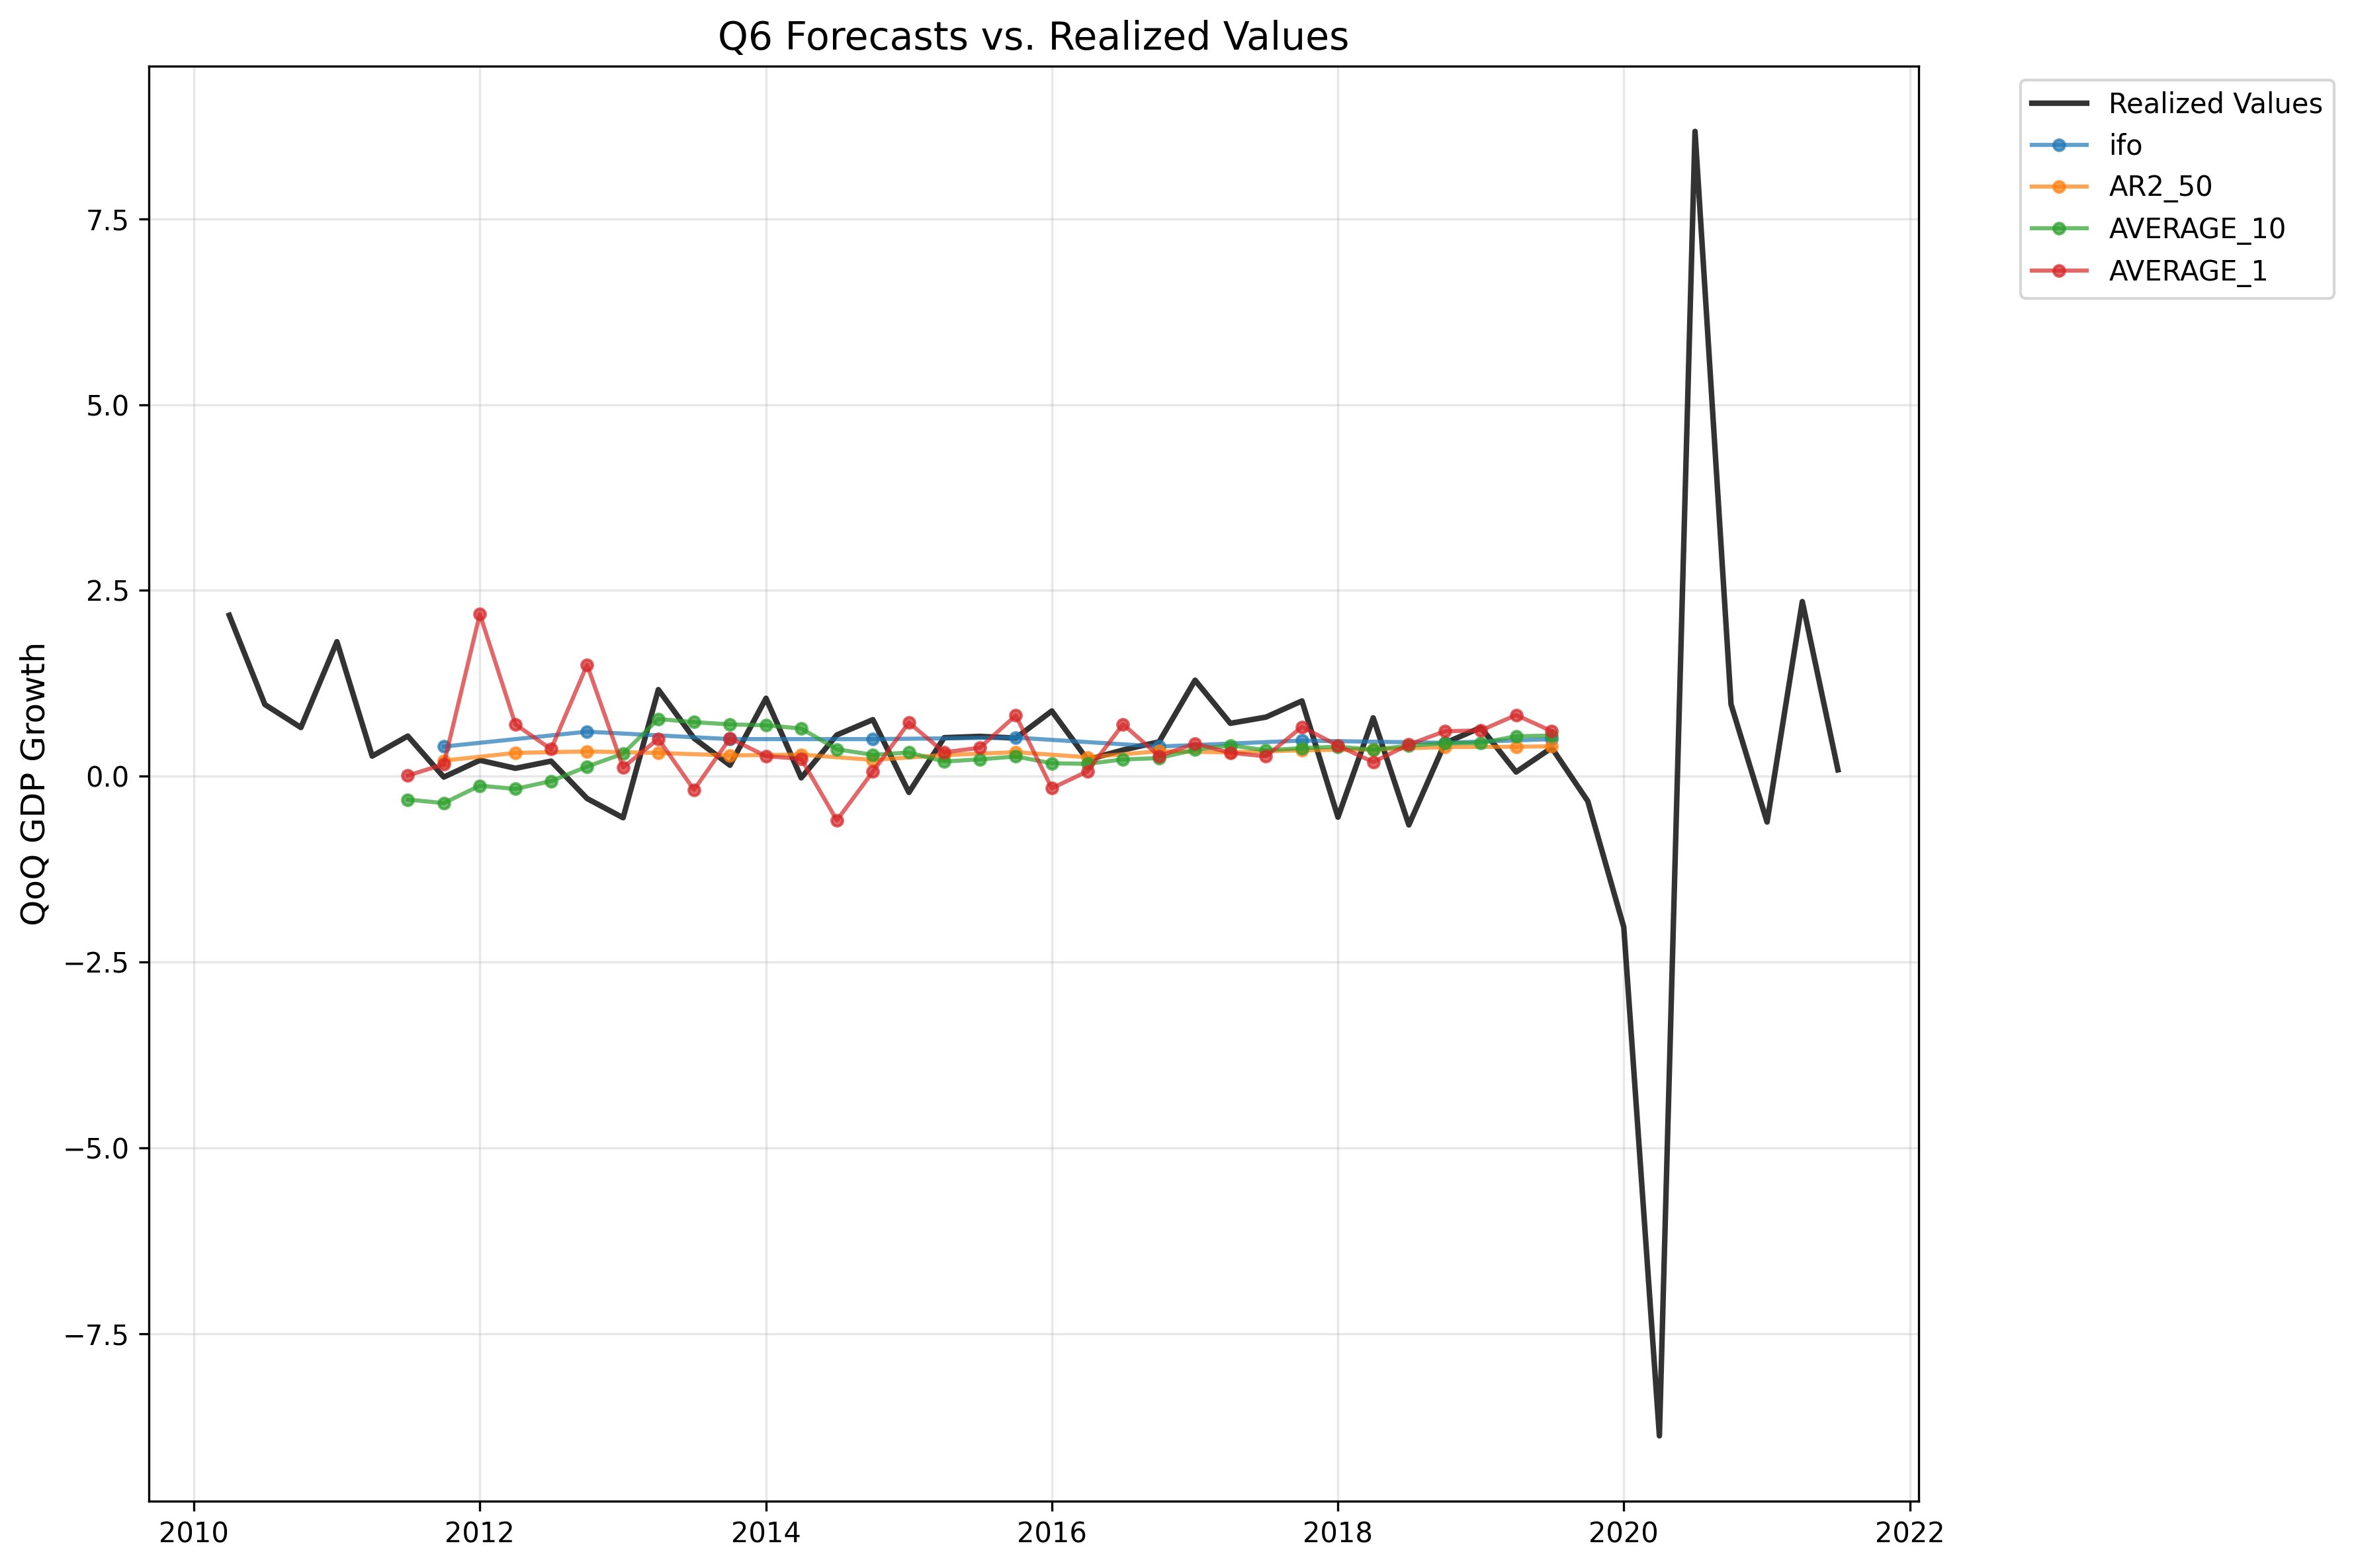 Q6 Forecasts vs. Realized Values
Realized Values
ifo
AR2_50
AVERAGE_10
AVERAGE_1
QoQ GDP Growth
7.5
5.0
2.5
0.0
−2.5
−5.0
−7.5
2010 2012 2014 2016 2018 2020 2022